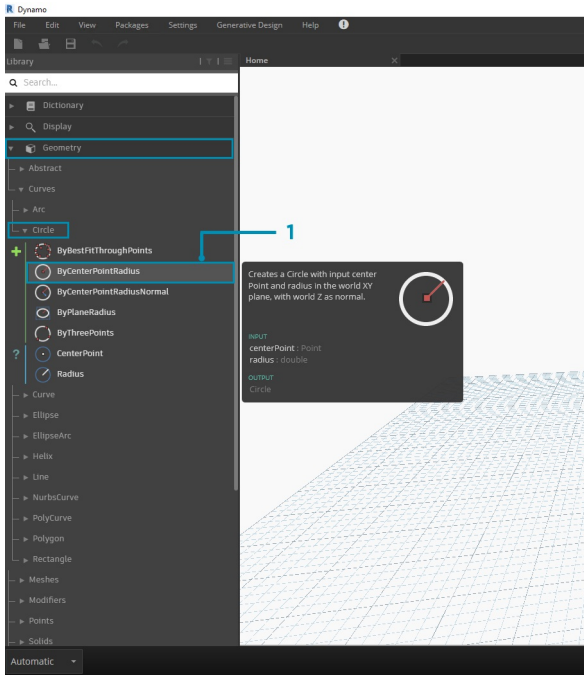 R Dynamo
File Edit View Packages Settings Generative Design Help !
Library
Home
Search...
Dictionary
Display
Geometry
Abstract
Curves
Arc
Circle
1
ByBestFitThroughPoints
ByCenterPointRadius
ByCenterPointRadiusNormal
ByPlaneRadius
ByThreePoints
? CenterPoint
Radius
Creates a Circle with input center
Point and radius in the world XY
plane, with world Z as normal.
INPUT
centerPoint : Point
radius : double
OUTPUT
Circle
Curve
Ellipse
EllipseArc
Helix
Line
NurbsCurve
PolyCurve
Polygon
Rectangle
Meshes
Modifiers
Points
Solids
Automatic